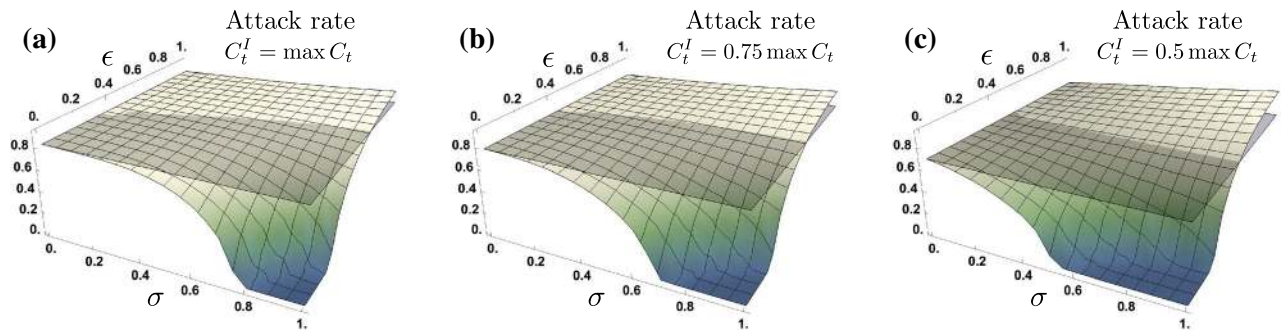 (a)
Attack rate
C_t^I = max C_t
ϵ
0. 0.2 0.4 0.6 0.8 1.
0.8
0.6
0.4
0.2
0.
0. 0.2 0.4 0.6 0.8 1.
σ
(b)
Attack rate
C_t^I = 0.75 max C_t
ϵ
0. 0.2 0.4 0.6 0.8 1.
0.8
0.6
0.4
0.2
0.
0. 0.2 0.4 0.6 0.8 1.
σ
(c)
Attack rate
C_t^I = 0.5 max C_t
ϵ
0. 0.2 0.4 0.6 0.8 1.
0.8
0.6
0.4
0.2
0.
0. 0.2 0.4 0.6 0.8 1.
σ